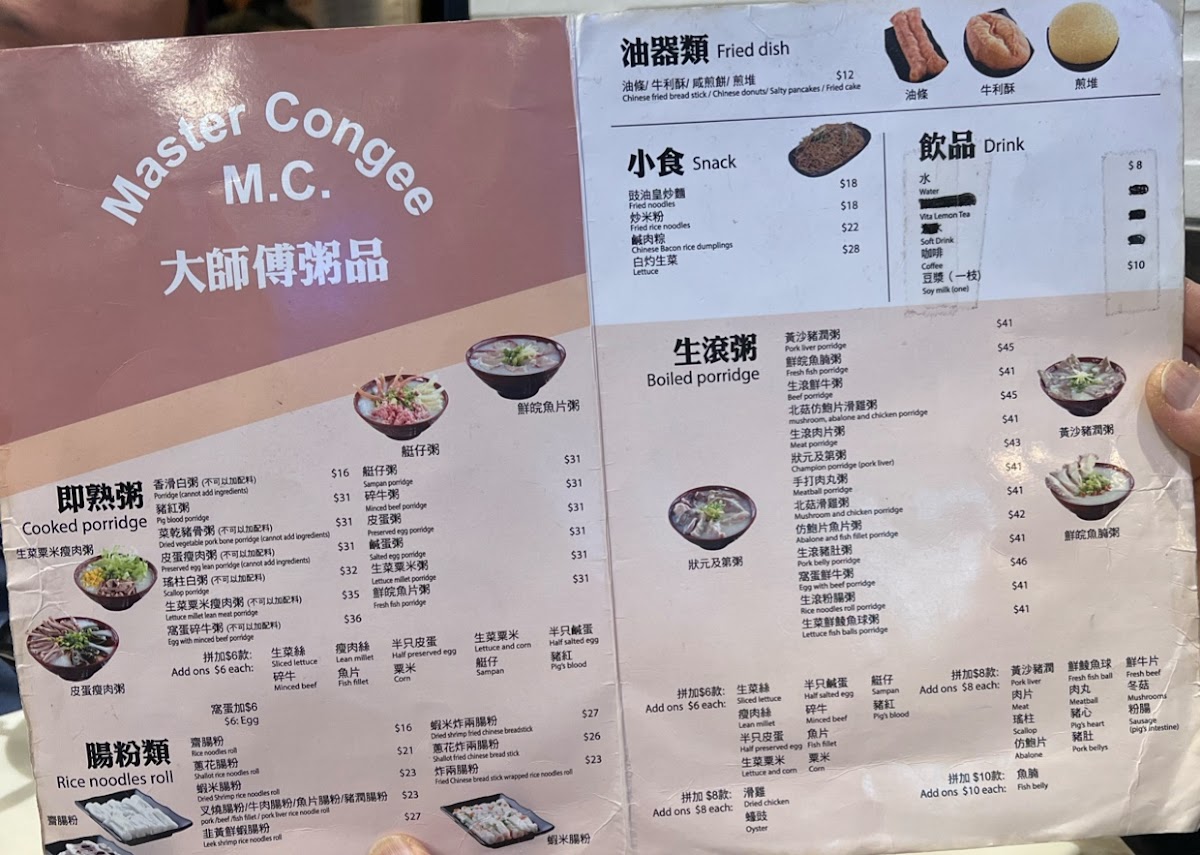 Master Congee
M.C.
大師傅粥品
鮮皖魚片粥
艇仔粥
即熟粥
Cooked porridge
生菜粟米瘦肉粥
皮蛋瘦肉粥
香滑白粥 (不可以加配料) $16
Porridge (cannot add ingredients)
豬紅粥 $31
Pig blood porridge
菜乾豬骨粥 (不可以加配料) $31
Dried vegetable pork bone porridge (cannot add ingredients)
皮蛋瘦肉粥 (不可以加配料) $31
Preserved egg lean porridge (cannot add ingredients)
瑤柱白粥 (不可以加配料) $32
Scallop porridge
生菜粟米瘦肉粥 (不可以加配料) $35
Lettuce millet lean meat porridge
窩蛋碎牛粥 (不可以加配料) $36
Egg with minced beef porridge
艇仔粥 $31
Sampan porridge
碎牛粥 $31
Minced beef porridge
皮蛋粥 $31
Preserved egg porridge
鹹蛋粥 $31
Salted egg porridge
生菜粟米粥 $31
Lettuce millet porridge
鮮皖魚片粥 $31
Fresh fish porridge
拼加$6款:
Add ons $6 each:
生菜絲 瘦肉絲 半只皮蛋 生菜粟米 半只鹹蛋
Sliced lettuce Lean millet Half preserved egg Lettuce and corn Half salted egg
碎牛 魚片 粟米 艇仔 豬紅
Minced beef Fish fillet Corn Sampan Pig's blood
窩蛋加$6
$6: Egg
腸粉類
Rice noodles roll
齋腸粉
齋腸粉 $16
Rice noodles roll
蔥花腸粉 $21
Shallot rice noodles roll
蝦米腸粉 $23
Dried Shrimp rice noodles roll
叉燒腸粉/牛肉腸粉/魚片腸粉/豬潤腸粉 $23
pork /beef /fish fillet / pork liver rice noodle roll
韭黃鮮蝦腸粉 $27
Leek shrimp rice noodles roll
蝦米炸兩腸粉 $27
Dried shrimp fried chinese breadstick
蔥花炸兩腸粉 $26
Shallot fried chinese bread stick
炸兩腸粉 $23
Fried Chinese bread stick wrapped rice noodles roll
蝦米腸粉
油器類 Fried dish
油條/ 牛利酥/ 咸煎餅/ 煎堆 $12
Chinese fried bread stick / Chinese donuts/ Salty pancakes / Fried cake
油條 牛利酥 煎堆
小食 Snack
豉油皇炒麵 $18
Fried noodles
炒米粉 $18
Fried rice noodles
鹹肉粽 $22
Chinese Bacon rice dumplings
白灼生菜 $28
Lettuce
飲品 Drink
水 $8
Water
Vita Lemon Tea
Soft Drink
咖啡
Coffee
豆漿（一枝） $10
Soy milk (one)
生滾粥
Boiled porridge
狀元及第粥
黃沙豬潤粥 $41
Pork liver porridge
鮮皖魚腩粥 $45
Fresh fish porridge
生滾鮮牛粥 $41
Beef porridge
北菇仿鮑片滑雞粥 $45
mushroom, abalone and chicken porridge
生滾肉片粥 $41
Meat porridge
狀元及第粥 $43
Champion porridge (pork liver)
手打肉丸粥 $41
Meatball porridge
北菇滑雞粥 $41
Mushroom and chicken porridge
仿鮑片魚片粥 $42
Abalone and fish fillet porridge
生滾豬肚粥 $41
Pork belly porridge
窩蛋鮮牛粥 $46
Egg with beef porridge
生滾粉腸粥 $41
Rice noodles roll porridge
生菜鮮鯪魚球粥 $41
Lettuce fish balls porridge
黃沙豬潤粥
鮮皖魚腩粥
拼加$6款:
Add ons $6 each:
生菜絲 半只鹹蛋 艇仔
Sliced lettuce Half salted egg Sampan
瘦肉絲 碎牛 豬紅
Lean millet Minced beef Pig's blood
半只皮蛋 魚片
Half preserved egg Fish fillet
生菜粟米 粟米
Lettuce and corn Corn
拼加 $8款:
Add ons $8 each:
滑雞
Dried chicken
蠔豉
Oyster
拼加$8款:
Add ons $8 each:
黃沙豬潤 鮮鯪魚球 鮮牛片
Pork liver Fresh fish ball Fresh beef
肉片 肉丸 冬菇
Meat Meatball Mushrooms
瑤柱 豬心 粉腸
Scallop Pig's heart Sausage
(pig's intestine)
仿鮑片 豬肚
Abalone Pork bellys
拼加 $10款:
Add ons $10 each:
魚腩
Fish belly